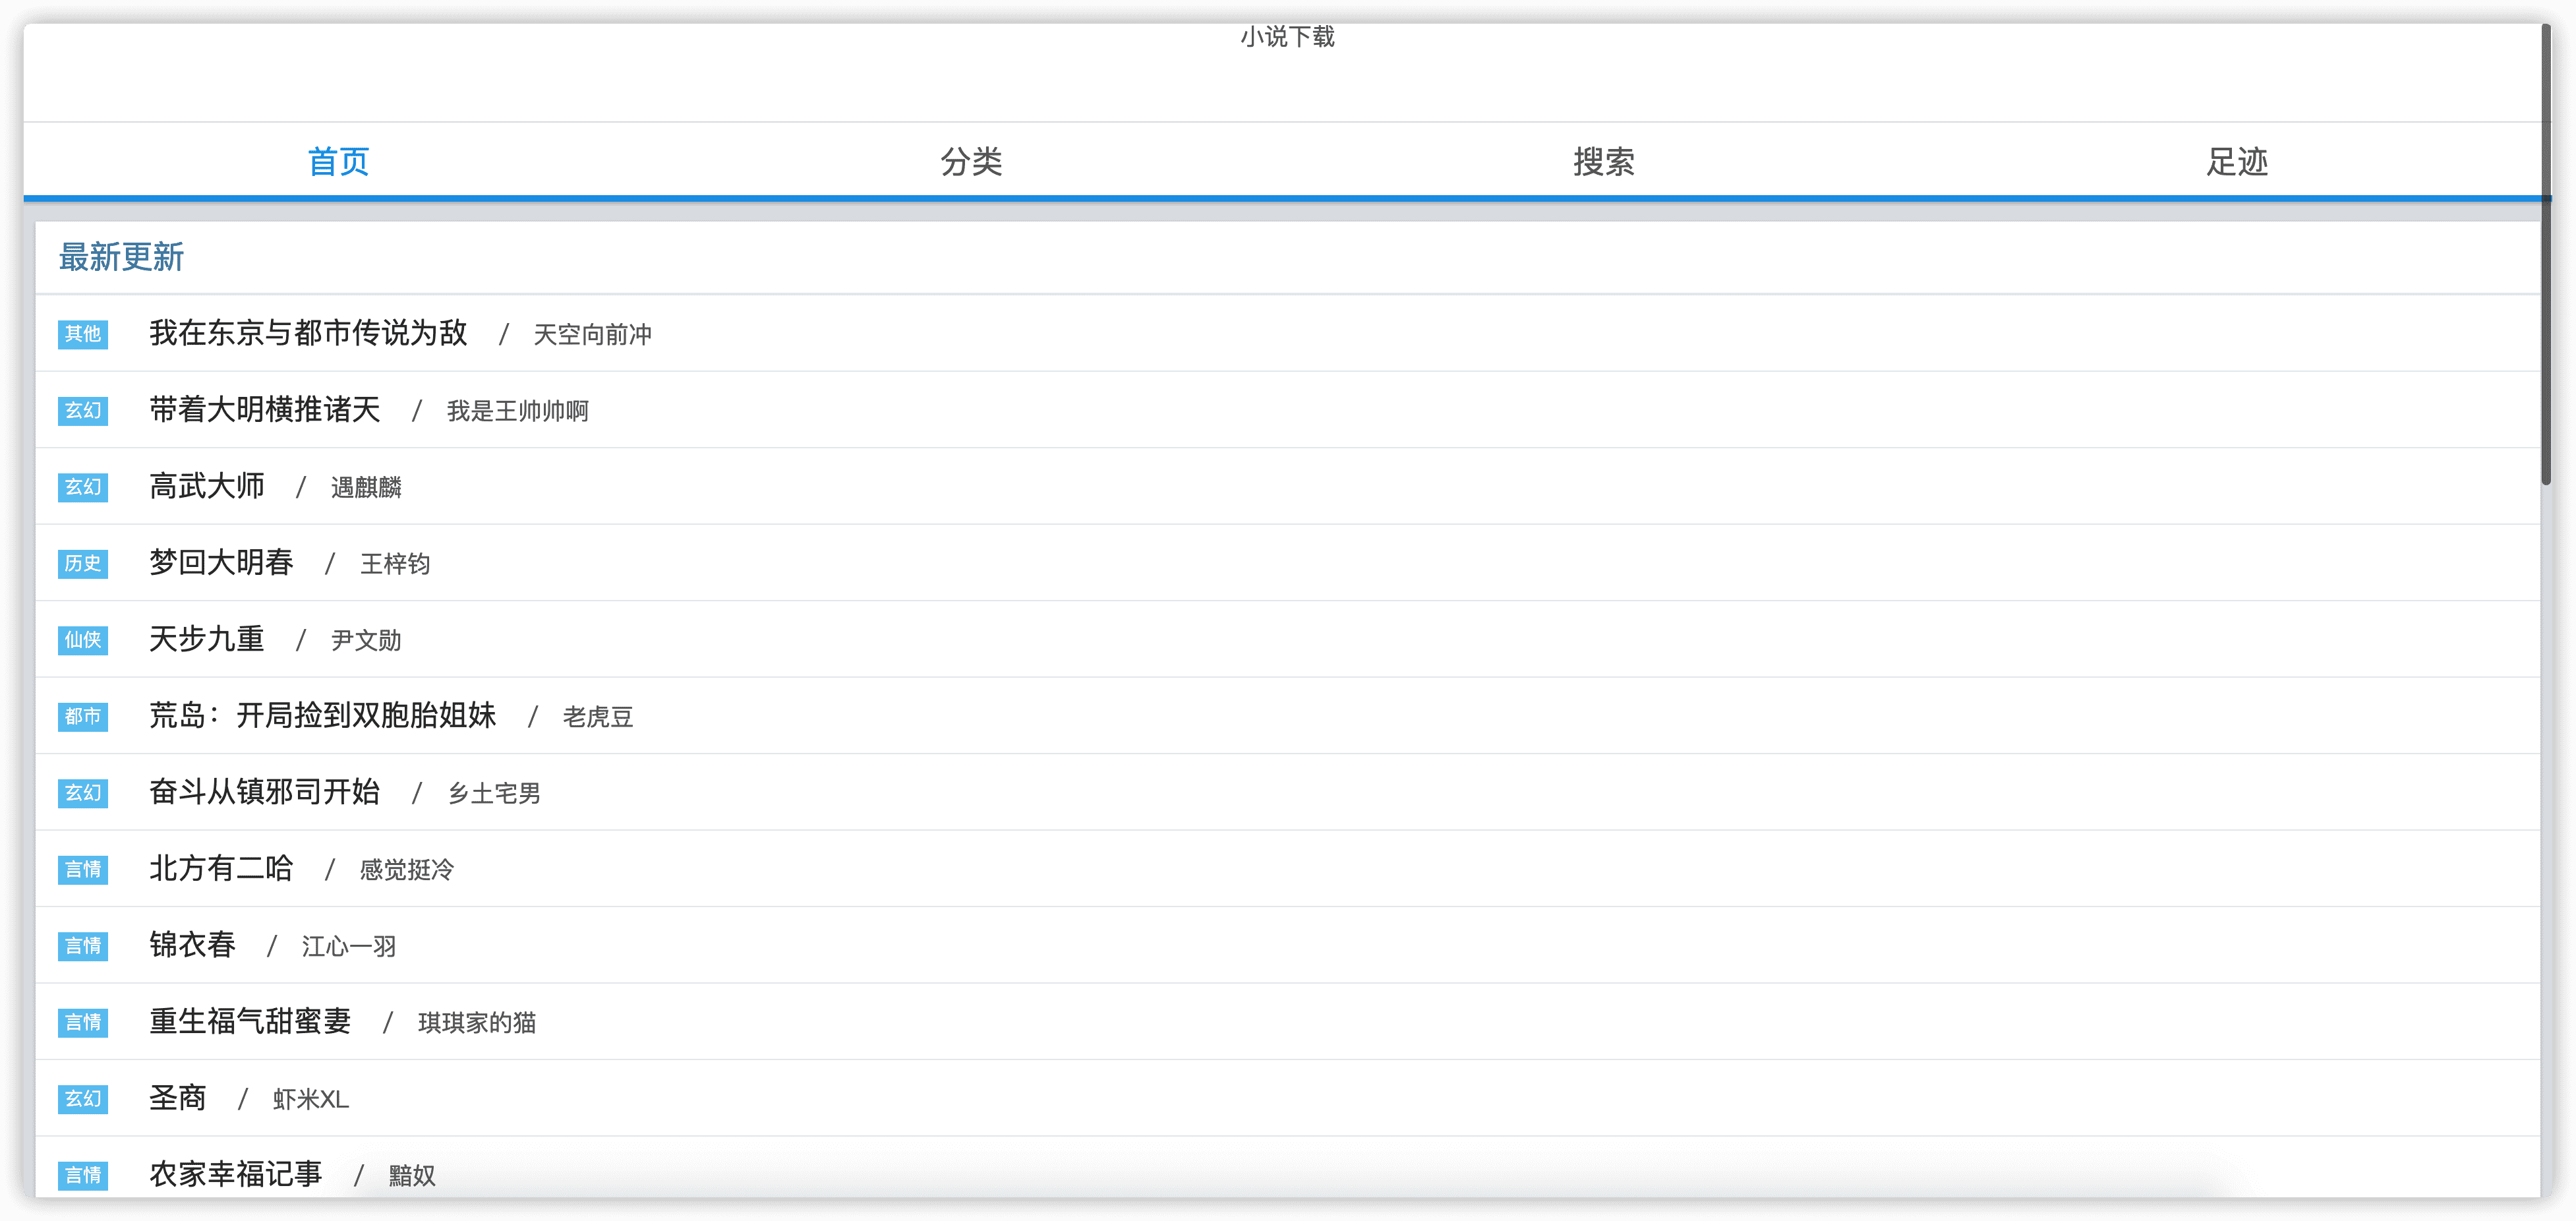 小说下载
首页 分类 搜索 足迹
最新更新
其他 我在东京与都市传说为敌 / 天空向前冲
玄幻 带着大明横推诸天 / 我是王帅帅啊
玄幻 高武大师 / 遇麒麟
历史 梦回大明春 / 王梓钧
仙侠 天步九重 / 尹文勋
都市 荒岛：开局捡到双胞胎姐妹 / 老虎豆
玄幻 奋斗从镇邪司开始 / 乡土宅男
言情 北方有二哈 / 感觉挺冷
言情 锦衣春 / 江心一羽
言情 重生福气甜蜜妻 / 琪琪家的猫
玄幻 圣商 / 虾米XL
言情 农家幸福记事 / 黯奴